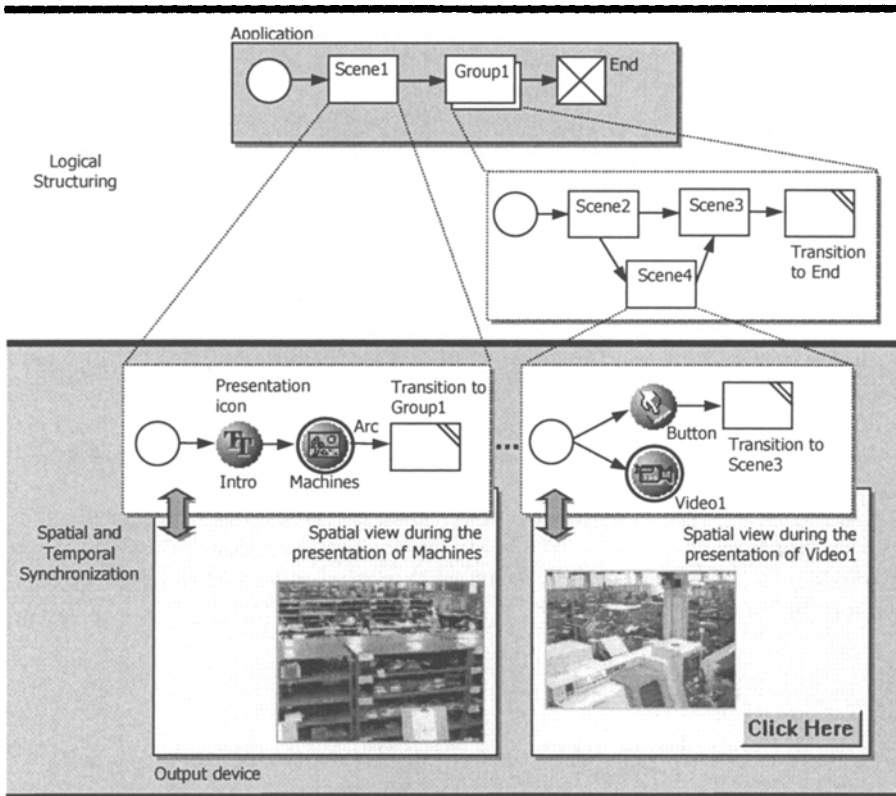 Application
Scene1
Group1
End
Logical
Structuring
Scene2
Scene3
Scene4
Transition
to End
Presentation
icon
Transition to
Group1
Arc
TT
Intro
Machines
Button
Transition to
Scene3
Video1
Spatial and
Temporal
Synchronization
Spatial view during the
presentation of Machines
Spatial view during the
presentation of Video1
Click Here
Output device